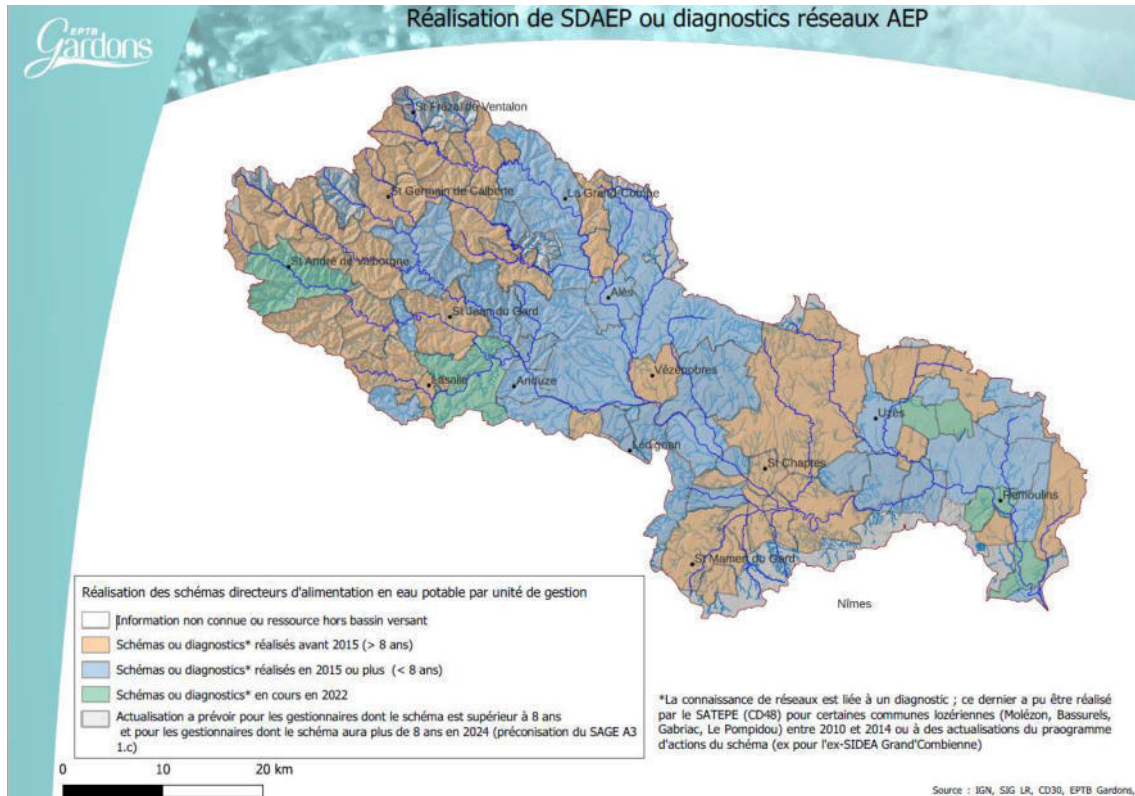 Réalisation de SDAEP ou diagnostics réseaux AEP
EPTB
Gardons
St Frézal de Ventalon
St Germain de Calberte
La Grand-Combe
St André de Valborgne
Alès
St Jean du Gard
Vézénobres
Lasalle
Anduze
Uzès
Lédignan
St Chaptes
Remoulins
St Mamert du Gard
Nîmes
Réalisation des schémas directeurs d'alimentation en eau potable par unité de gestion
Information non connue ou ressource hors bassin versant
Schémas ou diagnostics* réalisés avant 2015 (> 8 ans)
Schémas ou diagnostics* réalisés en 2015 ou plus (< 8 ans)
Schémas ou diagnostics* en cours en 2022
Actualisation a prévoir pour les gestionnaires dont le schéma est supérieur à 8 ans
et pour les gestionnaires dont le schéma aura plus de 8 ans en 2024 (préconisation du SAGE A3
1.c)
*La connaissance de réseaux est liée à un diagnostic ; ce dernier a pu être réalisé
par le SATEPE (CD48) pour certaines communes lozériennes (Molézon, Bassurels,
Gabriac, Le Pompidou) entre 2010 et 2014 ou à des actualisations du praogramme
d'actions du schéma (ex pour l'ex-SIDEA Grand'Combienne)
0 10 20 km
Source : IGN, SIG LR, CD30, EPTB Gardons,